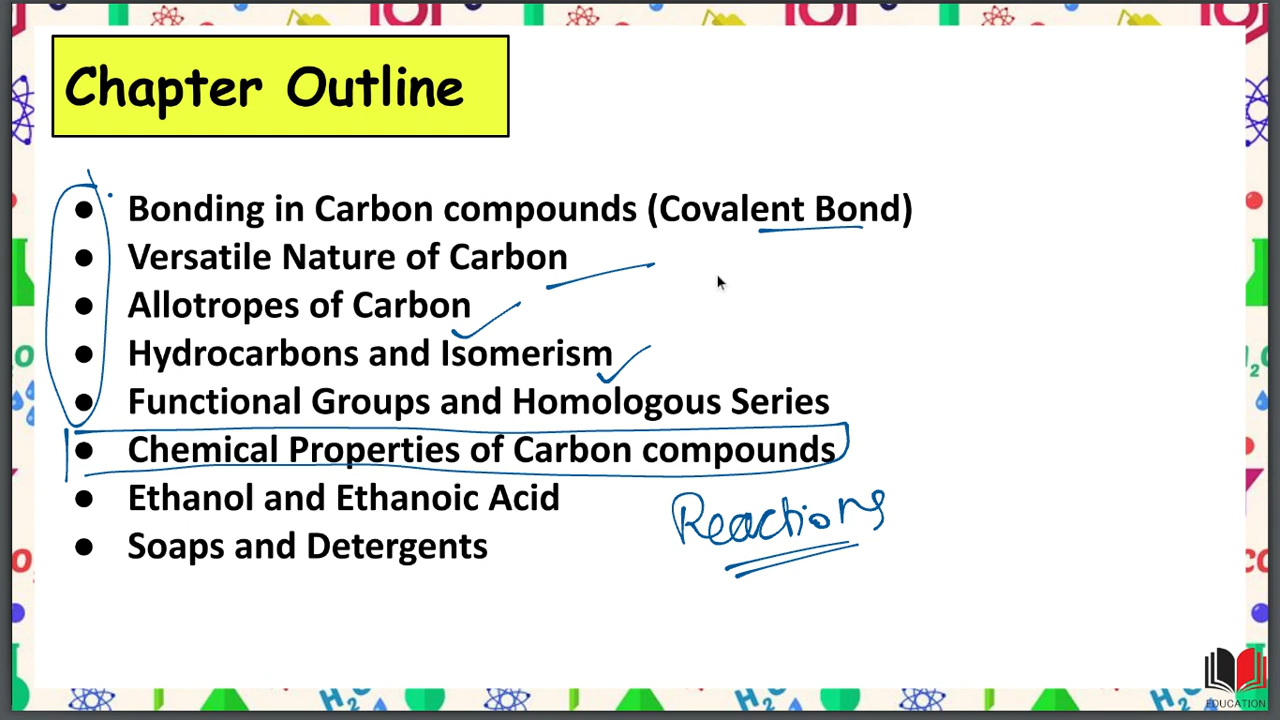 Chapter Outline
● Bonding in Carbon compounds (Covalent Bond)
● Versatile Nature of Carbon
● Allotropes of Carbon
● Hydrocarbons and Isomerism
● Functional Groups and Homologous Series
● Chemical Properties of Carbon compounds
● Ethanol and Ethanoic Acid
Reactions
● Soaps and Detergents
EDUCATION